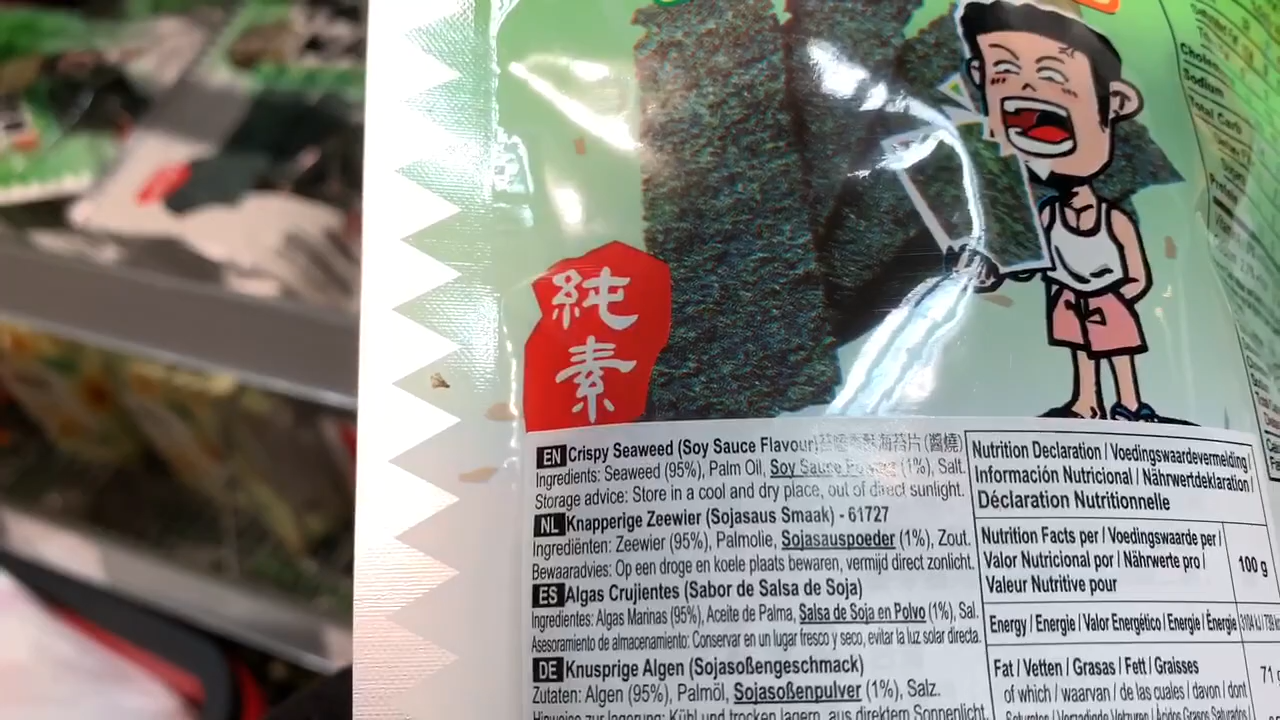 純
素
EN Crispy Seaweed (Soy Sauce Flavour) 海苔片 (醬燒)
Ingredients: Seaweed (95%), Palm Oil, Soy Sauce (1%), Salt.
Storage advice: Store in a cool and dry place, out of direct sunlight.
NL Knapperige Zeewier (Sojasaus Smaak) - 61727
Ingrediënten: Zeewier (95%), Palmolie, Sojasauspoeder (1%), Zout.
Bewaaradvies: Op een droge en koele plaats bewaren, vermijd direct zonlicht.
ES Algas Crujientes (Sabor de Salsa de Soja)
Ingredientes: Algas Marinas (95%), Aceite de Palma, Salsa de Soja en Polvo (1%), Sal.
Asesoramiento de almacenamiento: Conservar en un lugar fresco y seco, evitar la luz solar directa.
DE Knusprige Algen (Sojasoßengeschmack)
Zutaten: Algen (95%), Palmöl, Sojasoßenpulver (1%), Salz.
Hinweise zur lagerung: Kühl und trocken lagern, aus direktem Sonnenlicht
Nutrition Declaration / Voedingswaardevermelding /
Información Nutricional / Nährwertdeklaration /
Déclaration Nutritionnelle
Nutrition Facts per / Voedingswaarde per /
Valor Nutricional por / Nährwerte pro /
Valeur Nutritive pour
100 g
Energy / Energie / Valor Energético / Energie / Énergie
Fat / Vetten / Grasas / Fett / Graisses
of which / waarvan / de las cuales / davon / dont
Sodium
Total Carb